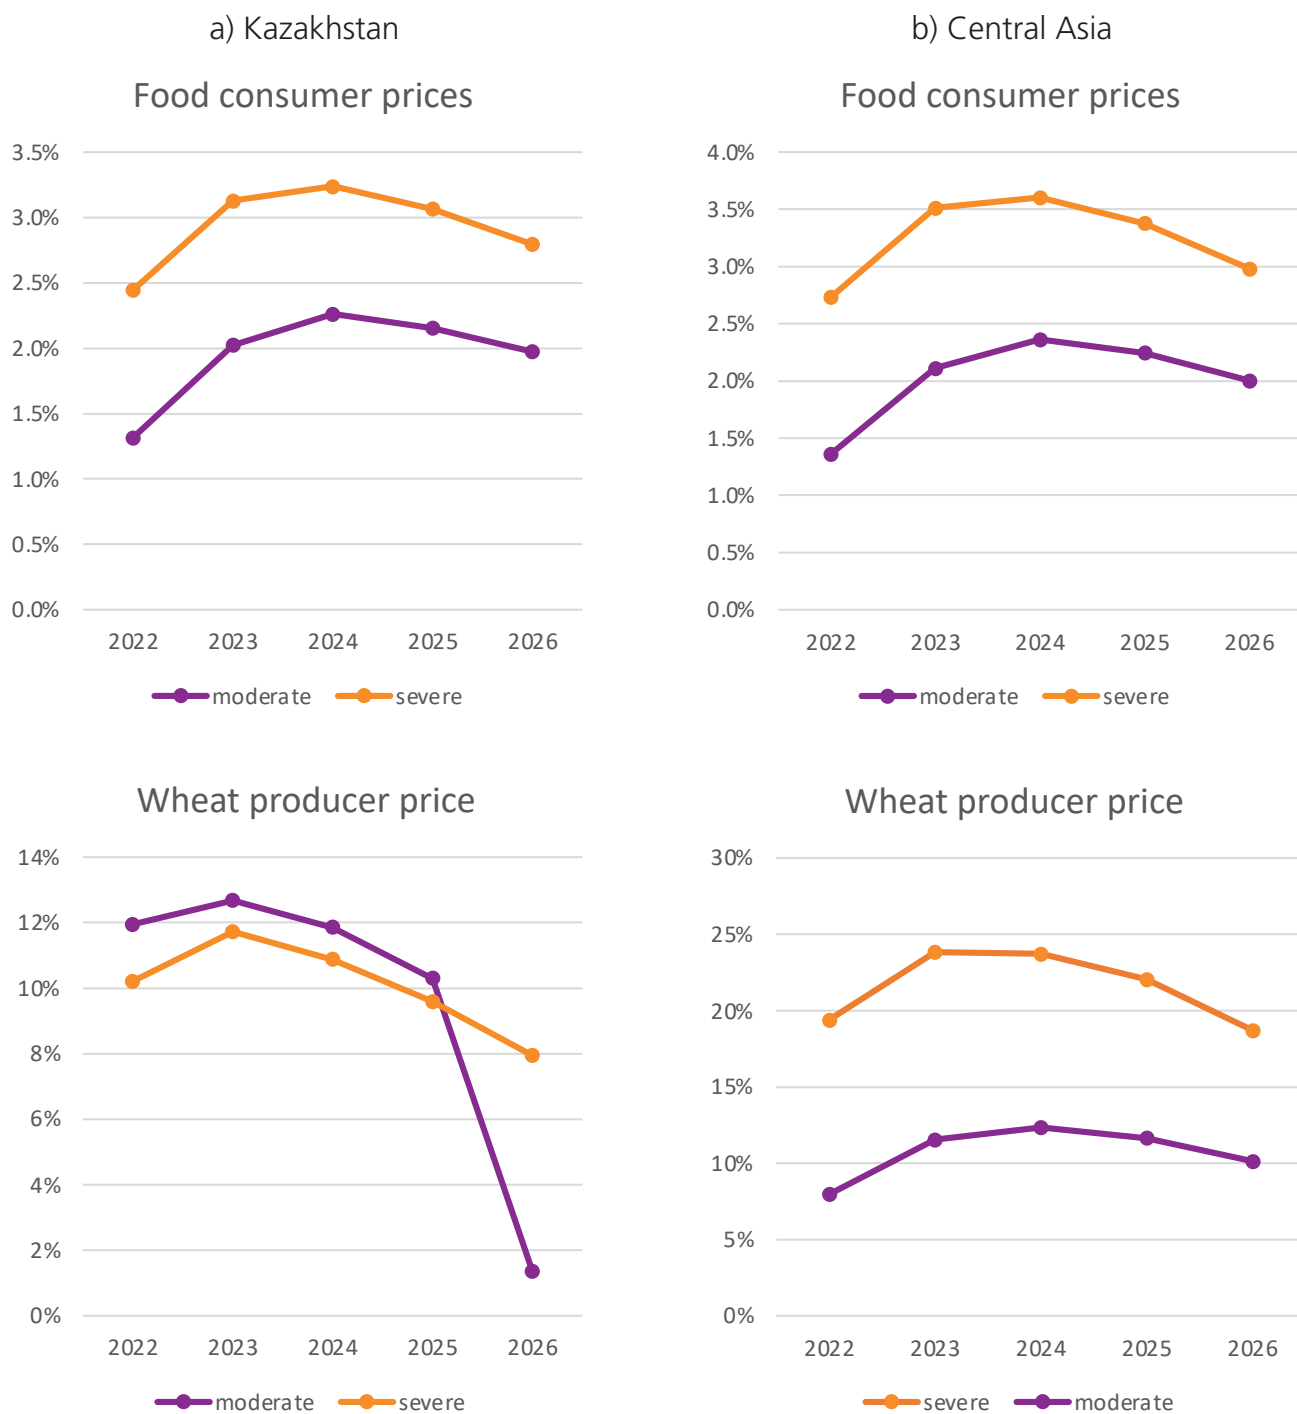 a) Kazakhstan
Food consumer prices
3.5%
3.0%
2.5%
2.0%
1.5%
1.0%
0.5%
0.0%
2022 2023 2024 2025 2026
moderate severe
b) Central Asia
Food consumer prices
4.0%
3.5%
3.0%
2.5%
2.0%
1.5%
1.0%
0.5%
0.0%
2022 2023 2024 2025 2026
moderate severe
Wheat producer price
14%
12%
10%
8%
6%
4%
2%
0%
2022 2023 2024 2025 2026
moderate severe
Wheat producer price
30%
25%
20%
15%
10%
5%
0%
2022 2023 2024 2025 2026
severe moderate